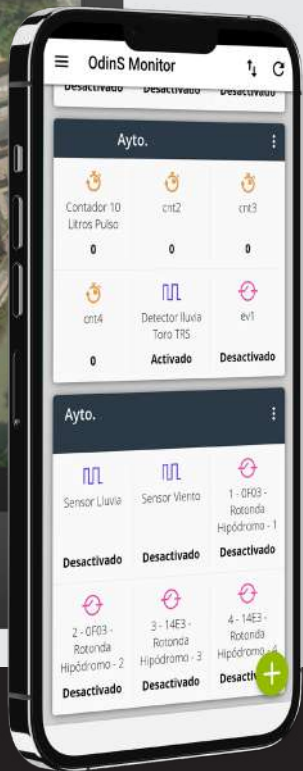 OdinS Monitor
Desactivado Desactivado Desactivado
Ayto.
Contador 10 cnt2 cnt3
Litros Pulso
0 0 0
cnt4 Detector lluvia ev1
Toro TRS
0 Activado Desactivado
Ayto.
Sensor Lluvia Sensor Viento 1 - 0F03 -
Rotonda
Hipódromo - 1
Desactivado Desactivado Desactivado
2 - 0F03 - 3 - 14E3 - 4 - 14E3 -
Rotonda Rotonda Rotonda
Hipódromo - 2 Hipódromo - 3 Hipódromo - 4
Desactivado Desactivado